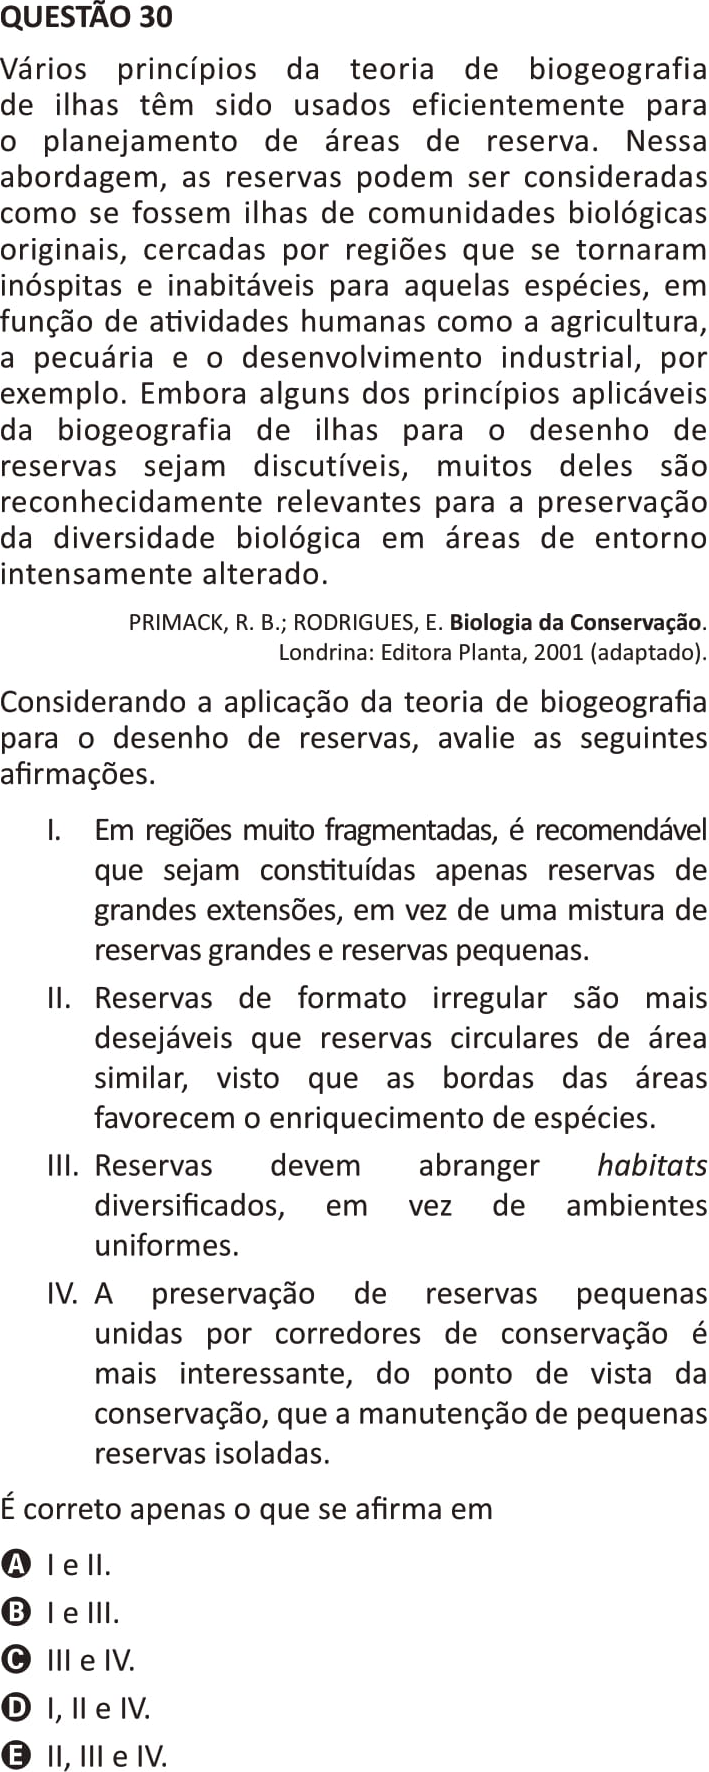 QUESTÃO 30
Vários princípios da teoria de biogeografia
de ilhas têm sido usados eficientemente para
o planejamento de áreas de reserva. Nessa
abordagem, as reservas podem ser consideradas
como se fossem ilhas de comunidades biológicas
originais, cercadas por regiões que se tornaram
inóspitas e inabitáveis para aquelas espécies, em
função de atividades humanas como a agricultura,
a pecuária e o desenvolvimento industrial, por
exemplo. Embora alguns dos princípios aplicáveis
da biogeografia de ilhas para o desenho de
reservas sejam discutíveis, muitos deles são
reconhecidamente relevantes para a preservação
da diversidade biológica em áreas de entorno
intensamente alterado.
PRIMACK, R. B.; RODRIGUES, E. Biologia da Conservação.
Londrina: Editora Planta, 2001 (adaptado).
Considerando a aplicação da teoria de biogeografia
para o desenho de reservas, avalie as seguintes
afirmações.
I. Em regiões muito fragmentadas, é recomendável
que sejam constituídas apenas reservas de
grandes extensões, em vez de uma mistura de
reservas grandes e reservas pequenas.
II. Reservas de formato irregular são mais
desejáveis que reservas circulares de área
similar, visto que as bordas das áreas
favorecem o enriquecimento de espécies.
III. Reservas devem abranger habitats
diversificados, em vez de ambientes
uniformes.
IV. A preservação de reservas pequenas
unidas por corredores de conservação é
mais interessante, do ponto de vista da
conservação, que a manutenção de pequenas
reservas isoladas.
É correto apenas o que se afirma em
A I e II.
B I e III.
C III e IV.
D I, II e IV.
E II, III e IV.